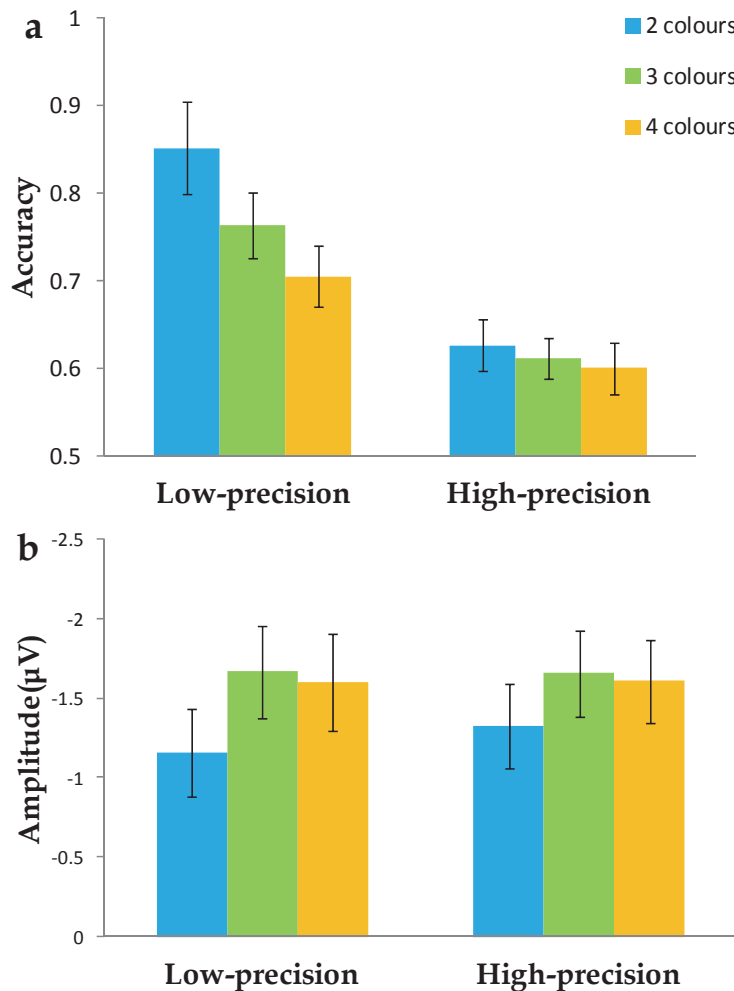 a
2 colours
3 colours
4 colours
Accuracy
1
0.9
0.8
0.7
0.6
0.5
Low-precision
High-precision
b
Amplitude(µV)
-2.5
-2
-1.5
-1
-0.5
0
Low-precision
High-precision